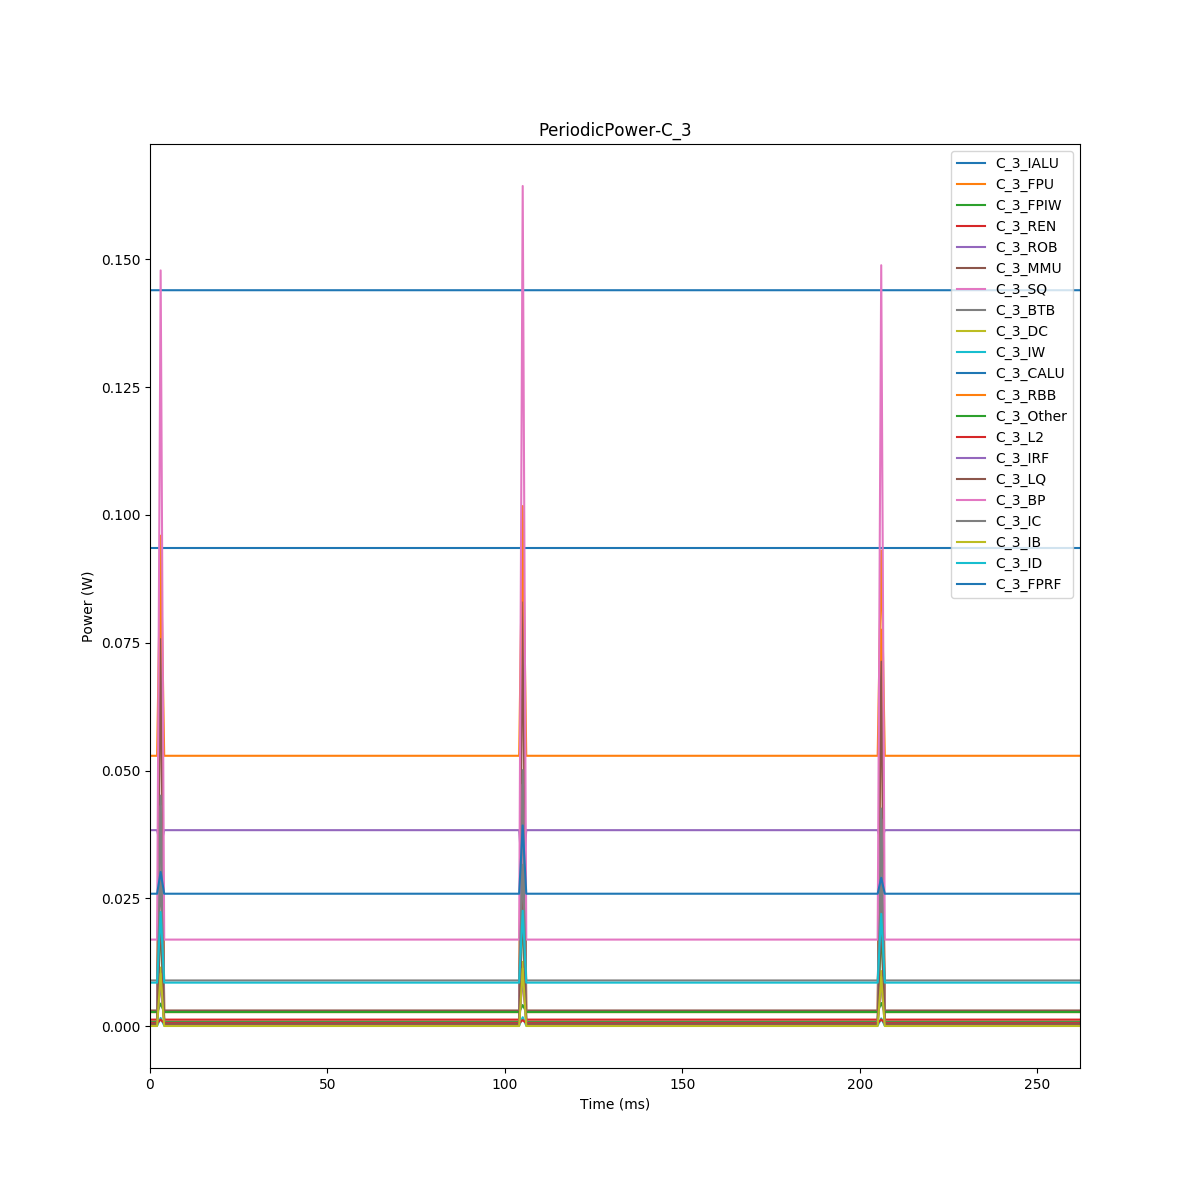 PeriodicPower-C_3
C_3_IALU
C_3_FPU
C_3_FPIW
C_3_REN
C_3_ROB
C_3_MMU
C_3_SQ
C_3_BTB
C_3_DC
C_3_IW
C_3_CALU
C_3_RBB
C_3_Other
C_3_L2
C_3_IRF
C_3_LQ
C_3_BP
C_3_IC
C_3_IB
C_3_ID
C_3_FPRF
0.150
0.125
0.100
0.075
0.050
0.025
0.000
Power (W)
0 50 100 150 200 250
Time (ms)